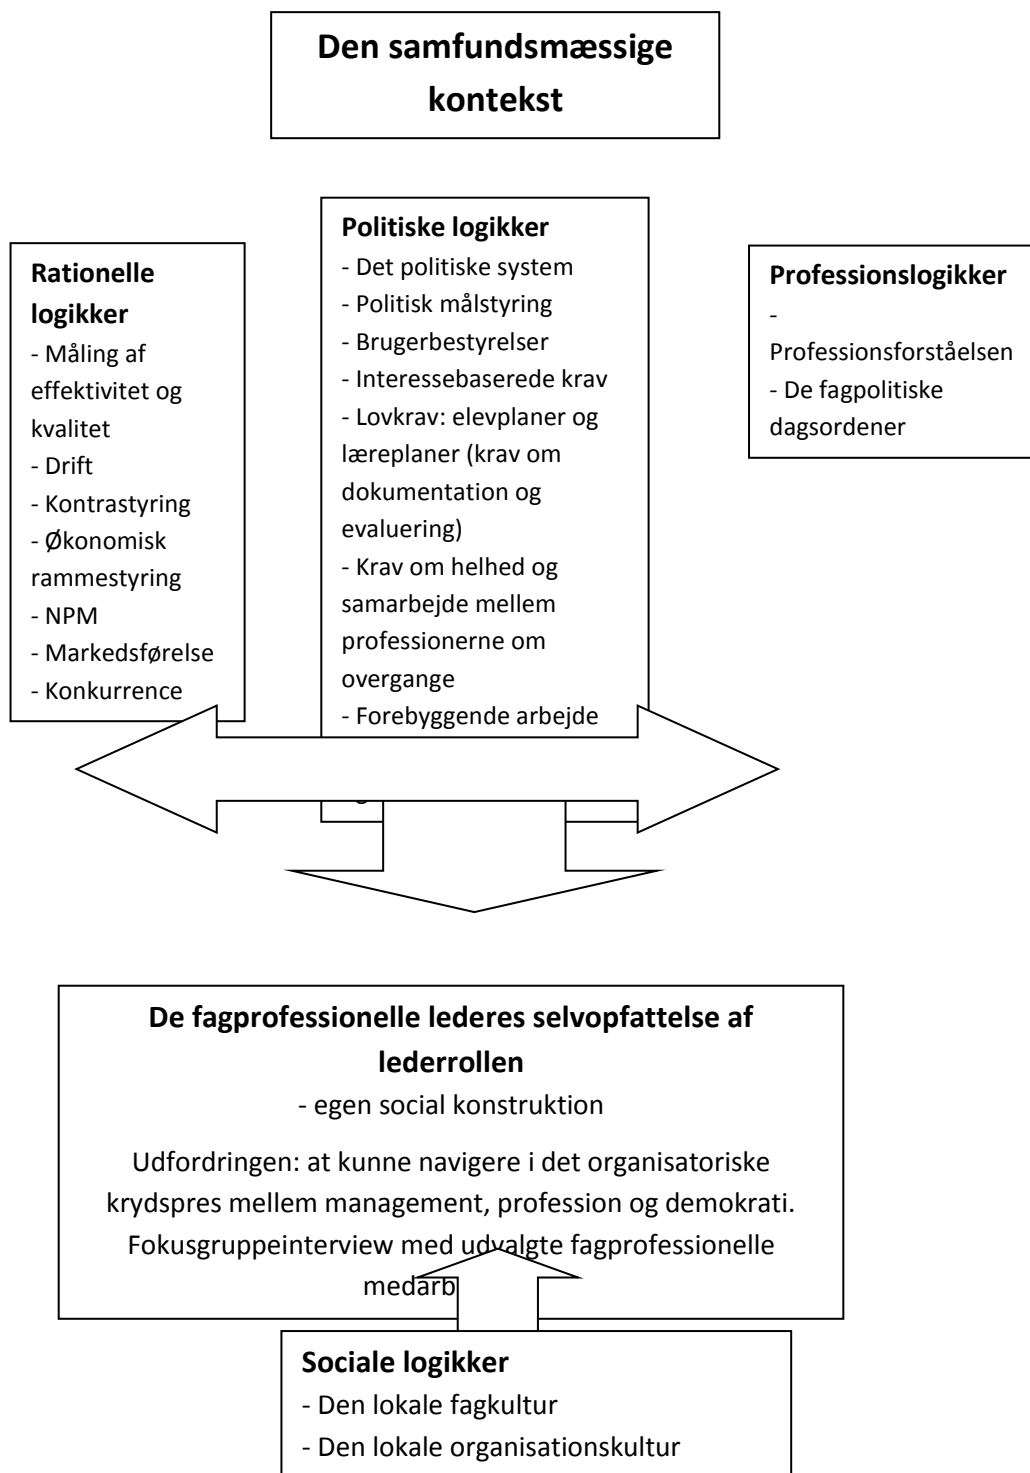 Den samfundsmæssige
kontekst
Rationelle
logikker
- Måling af
effektivitet og
kvalitet
- Drift
- Kontrastyring
- Økonomisk
rammestyring
- NPM
- Markedsførelse
- Konkurrence
Politiske logikker
- Det politiske system
- Politisk målstyring
- Brugerbestyrelser
- Interessebaserede krav
- Lovkrav: elevplaner og
læreplaner (krav om
dokumentation og
evaluering)
- Krav om helhed og
samarbejde mellem
professionerne om
overgange
- Forebyggende arbejde
Professionslogikker
-
Professionsforståelsen
- De fagpolitiske
dagsordener
De fagprofessionelle lederes selvopfattelse af
lederrollen
- egen social konstruktion
Udfordringen: at kunne navigere i det organisatoriske
krydspres mellem management, profession og demokrati.
Fokusgruppeinterview med udvalgte fagprofessionelle
medarb
Sociale logikker
- Den lokale fagkultur
- Den lokale organisationskultur